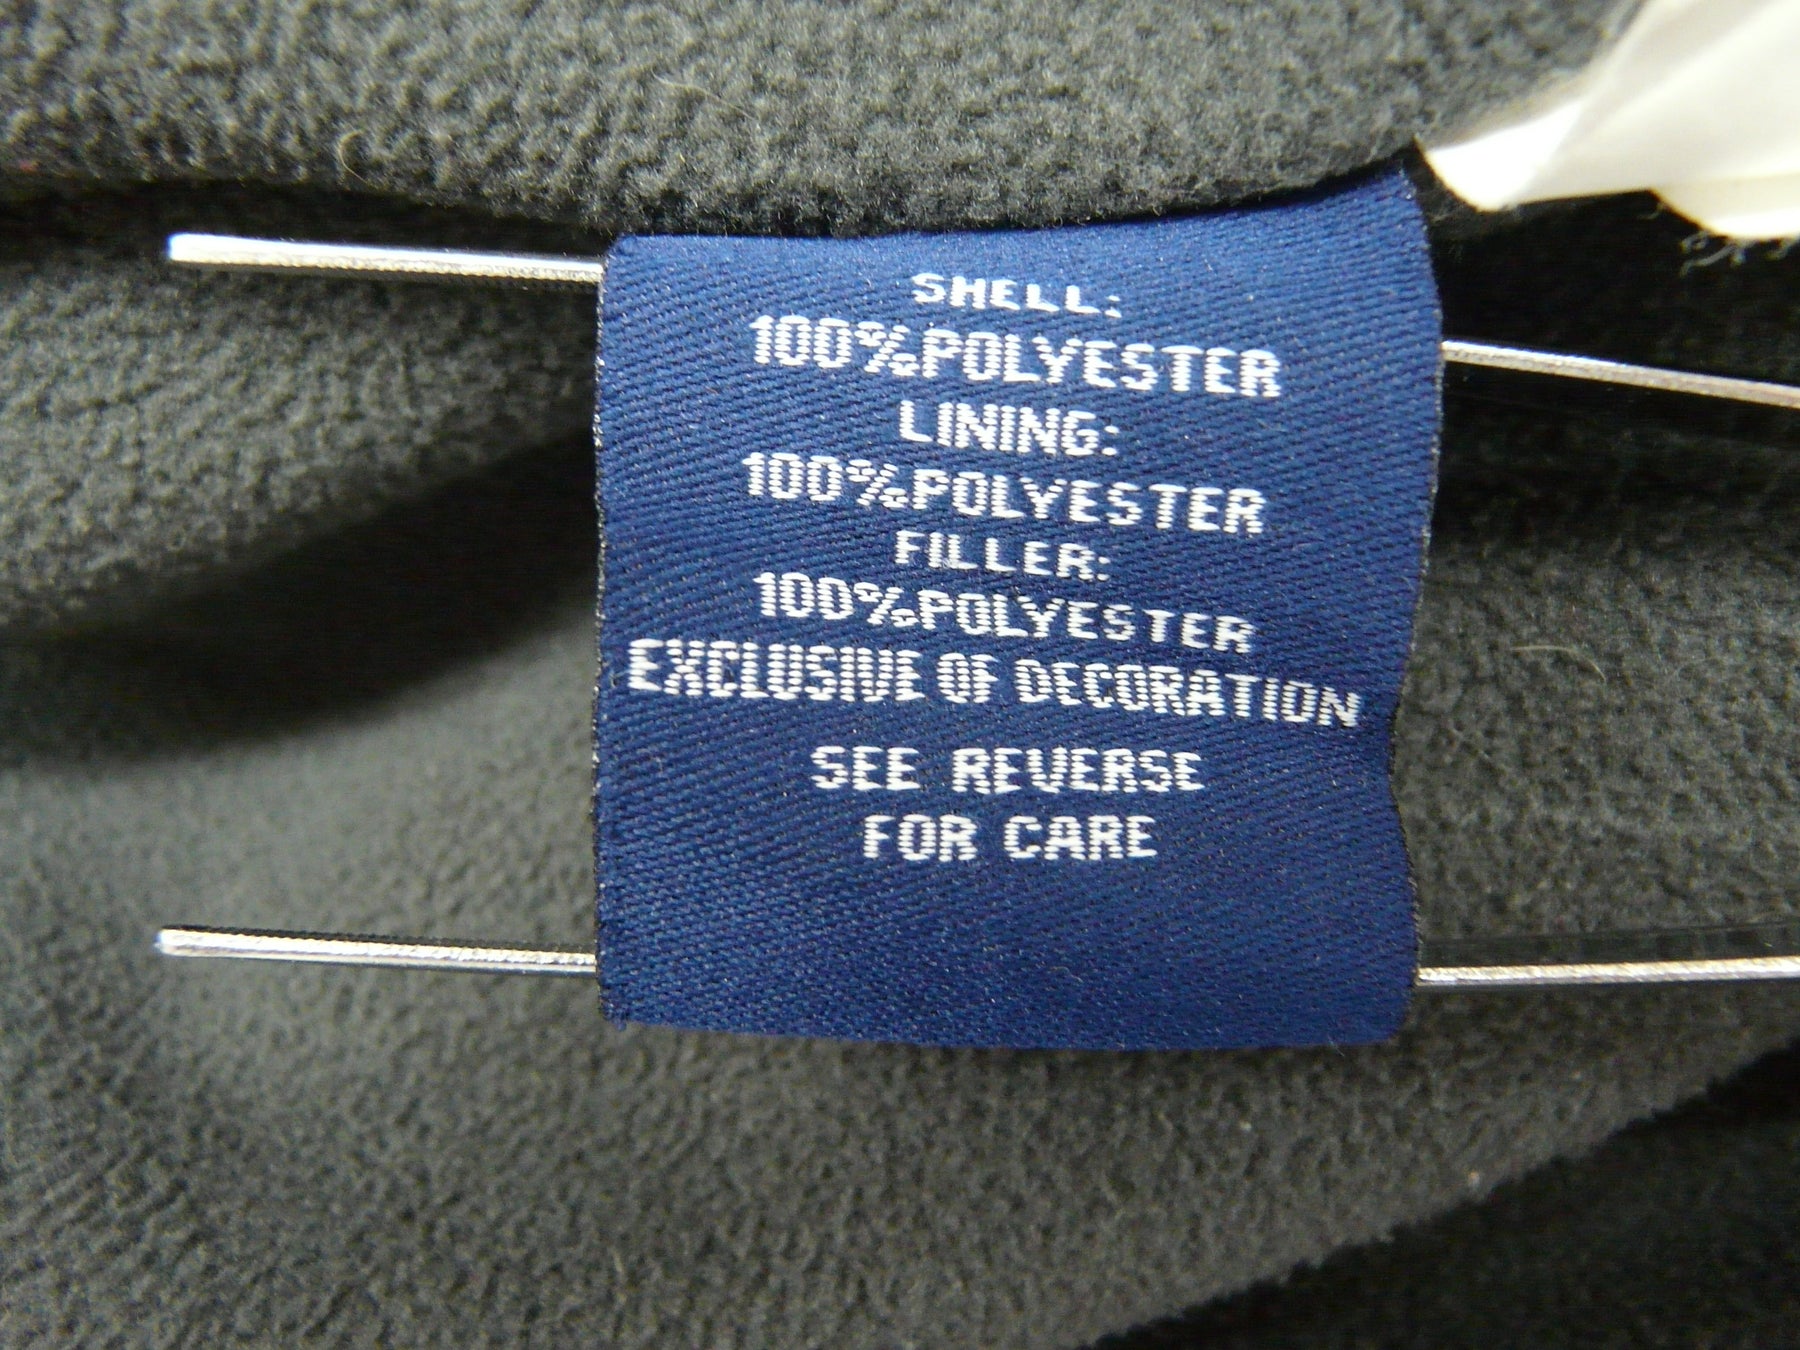 SHELL:
100%POLYESTER
LINING:
100%POLYESTER
FILLER:
100%POLYESTER
EXCLUSIVE OF DECORATION
SEE REVERSE
FOR CARE